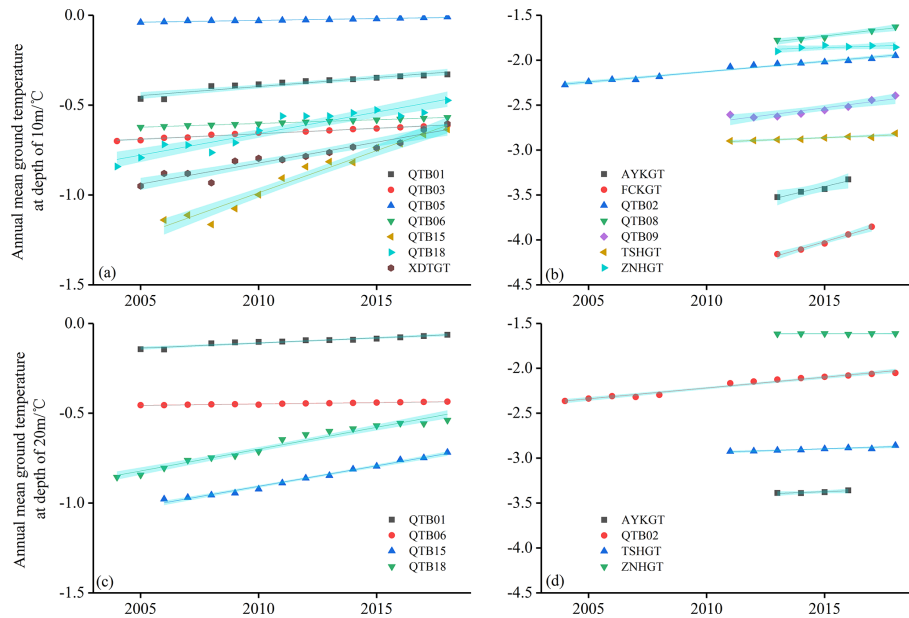 Annual mean ground temperature
at depth of 10m/℃
0.0
-0.5
-1.0
-1.5
2005
2010
2015
(a)
QTB01
QTB03
QTB05
QTB06
QTB15
QTB18
XDTGT
-1.5
-2.0
-2.5
-3.0
-3.5
-4.0
-4.5
2005
2010
2015
(b)
AYKGT
FCKGT
QTB02
QTB08
QTB09
TSHGT
ZNHGT
Annual mean ground temperature
at depth of 20m/℃
0.0
-0.5
-1.0
-1.5
2005
2010
2015
(c)
QTB01
QTB06
QTB15
QTB18
-1.5
-2.0
-2.5
-3.0
-3.5
-4.0
-4.5
2005
2010
2015
(d)
AYKGT
QTB02
TSHGT
ZNHGT